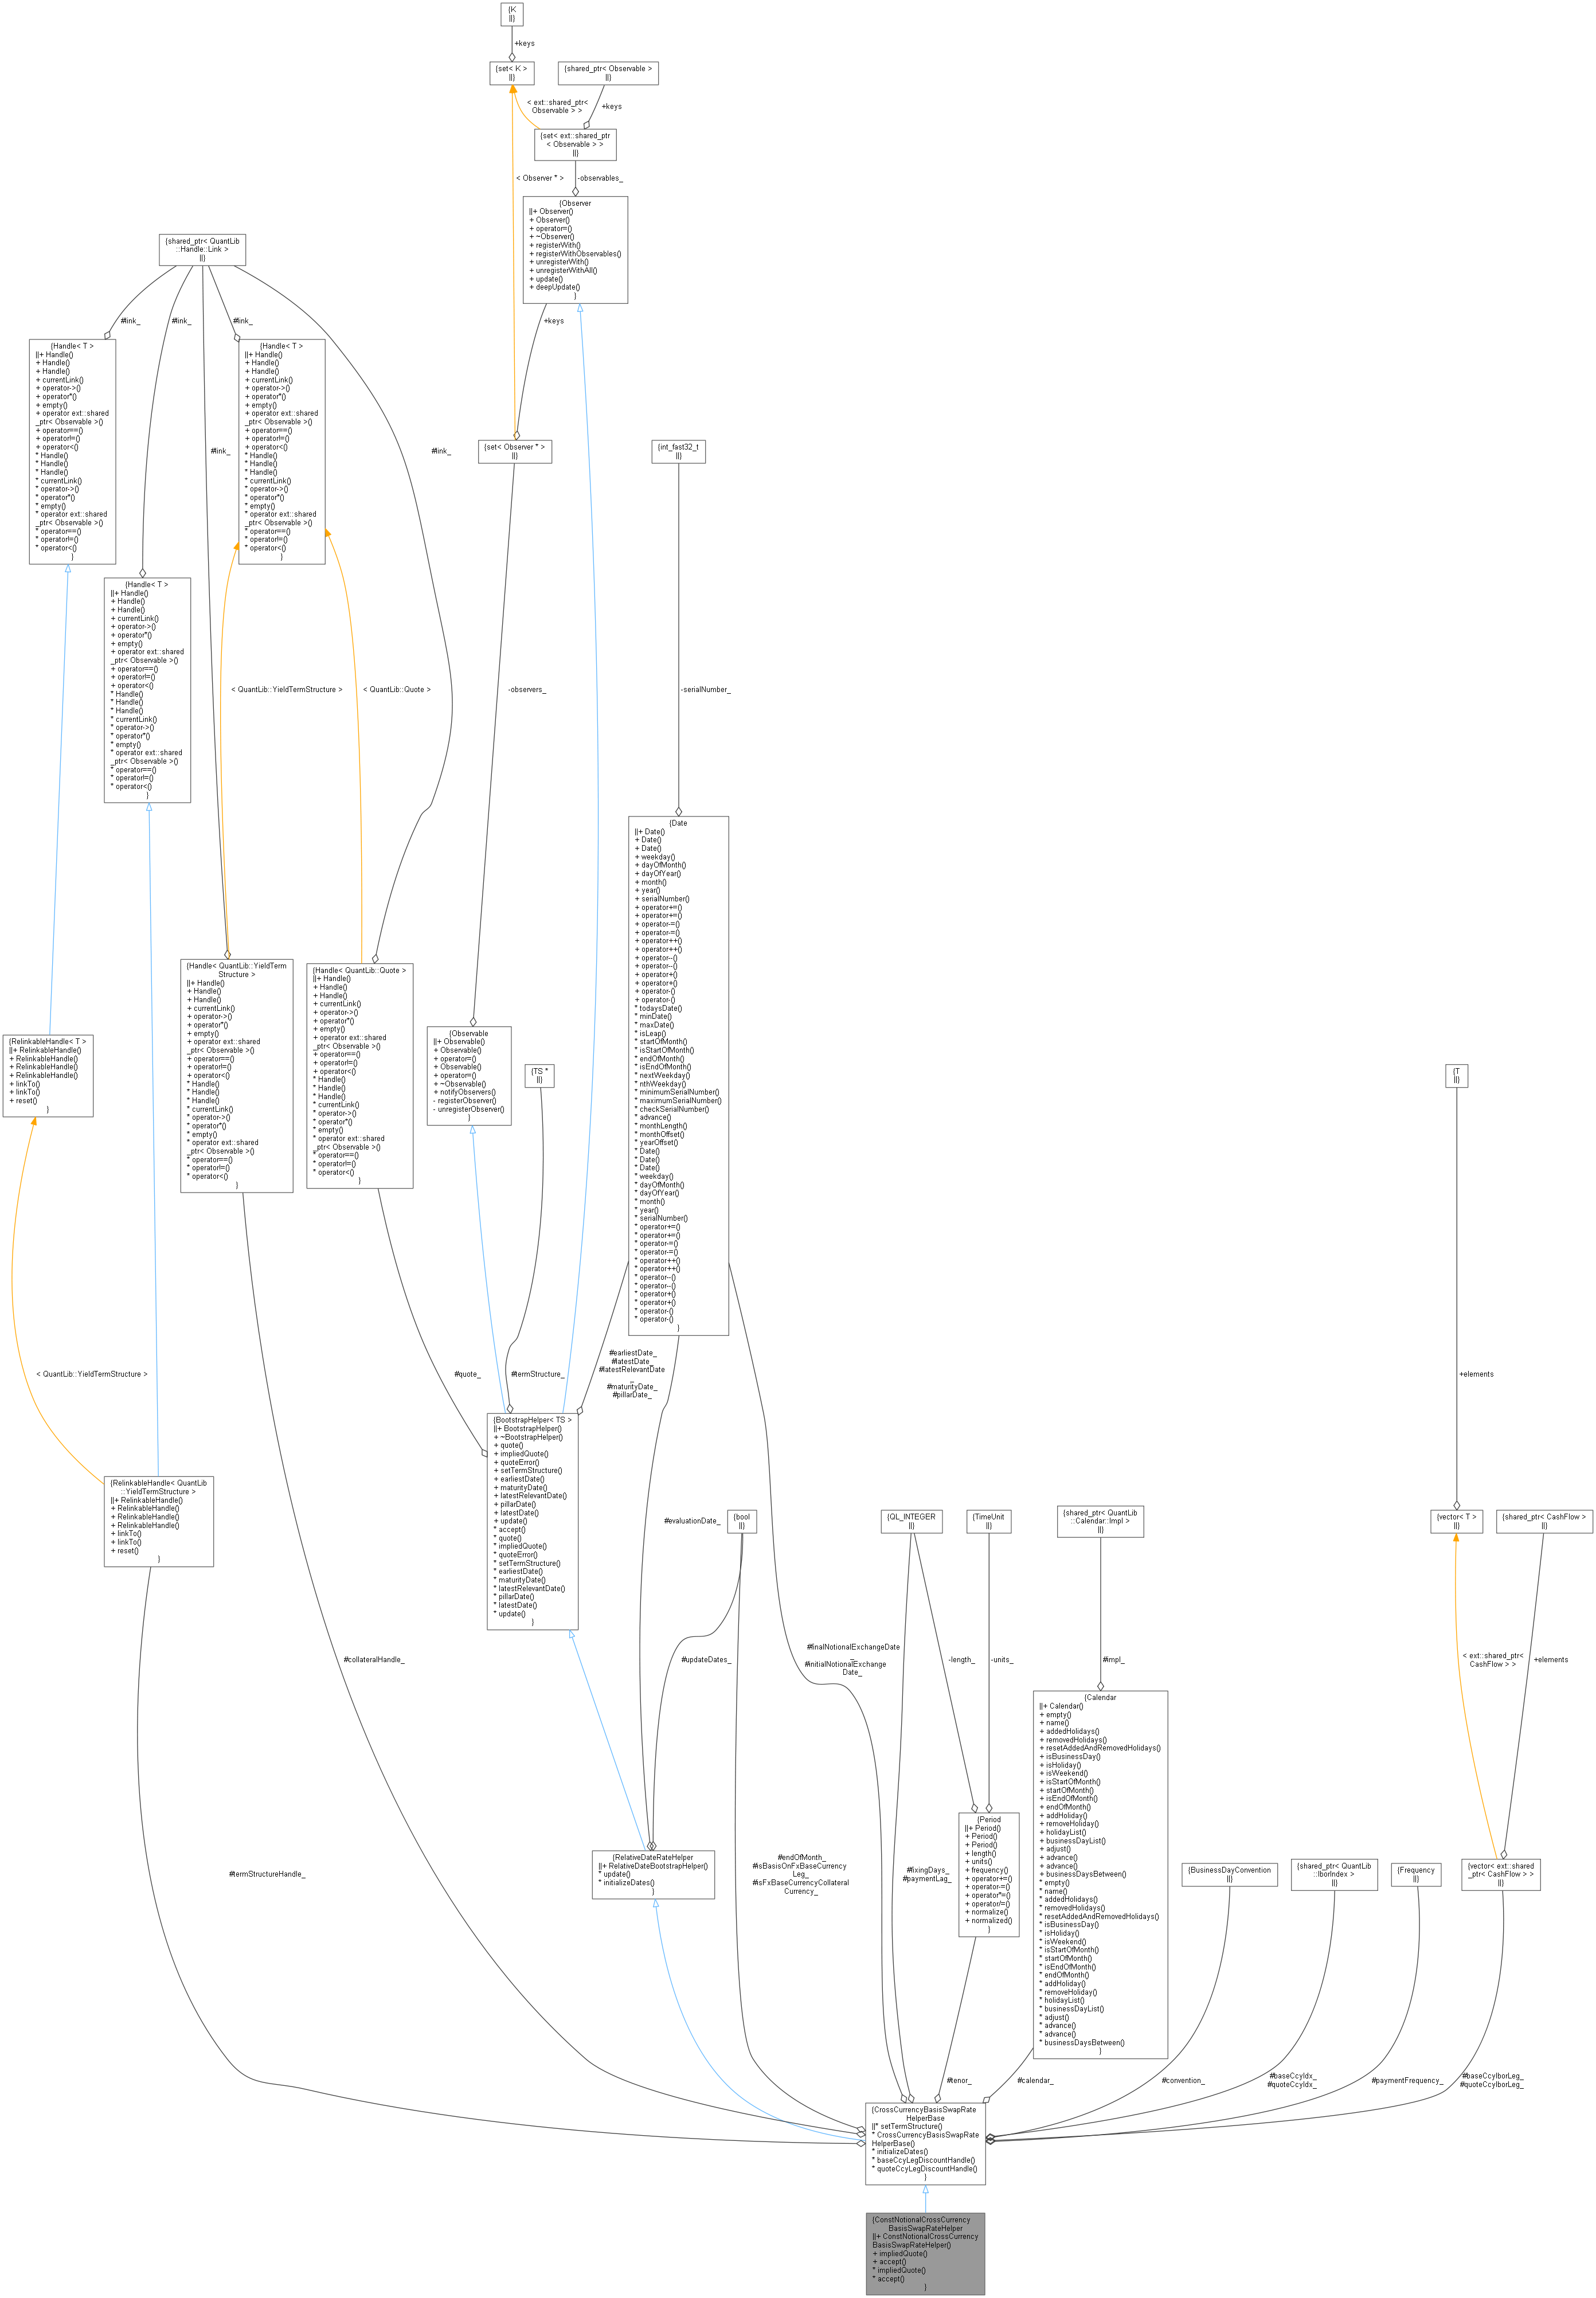 {K
||}
+keys
{set< K >
||}
{shared_ptr< Observable >
||}
< ext::shared_ptr<
Observable > >
+keys
{set< ext::shared_ptr
< Observable > >
||}
< Observer * >
-observables_
{Observer
||+ Observer()
+ Observer()
+ operator=()
+ ~Observer()
+ registerWith()
+ registerWithObservables()
+ unregisterWith()
+ unregisterWithAll()
+ update()
+ deepUpdate()
}
{shared_ptr< QuantLib
::Handle::Link >
||}
#link_
#link_
#link_
+keys
{Handle< T >
||+ Handle()
+ Handle()
+ Handle()
+ currentLink()
+ operator->()
+ operator*()
+ empty()
+ operator ext::shared
_ptr< Observable >()
+ operator==()
+ operator!=()
+ operator<()
* Handle()
* Handle()
* Handle()
* currentLink()
* operator->()
* operator*()
* empty()
* operator ext::shared
_ptr< Observable >()
* operator==()
* operator!=()
* operator<()
}
{Handle< T >
||+ Handle()
+ Handle()
+ Handle()
+ currentLink()
+ operator->()
+ operator*()
+ empty()
+ operator ext::shared
_ptr< Observable >()
+ operator==()
+ operator!=()
+ operator<()
* Handle()
* Handle()
* Handle()
* currentLink()
* operator->()
* operator*()
* empty()
* operator ext::shared
_ptr< Observable >()
* operator==()
* operator!=()
* operator<()
}
#link_
#link_
{set< Observer * >
||}
{int_fast32_t
||}
{Handle< T >
||+ Handle()
+ Handle()
+ Handle()
+ currentLink()
+ operator->()
+ operator*()
+ empty()
+ operator ext::shared
_ptr< Observable >()
+ operator==()
+ operator!=()
+ operator<()
* Handle()
* Handle()
* Handle()
* currentLink()
* operator->()
* operator*()
* empty()
* operator ext::shared
_ptr< Observable >()
* operator==()
* operator!=()
* operator<()
}
< QuantLib::YieldTermStructure >
< QuantLib::Quote >
-observers_
-serialNumber_
{Date
||+ Date()
+ Date()
+ Date()
+ weekday()
+ dayOfMonth()
+ dayOfYear()
+ month()
+ year()
+ serialNumber()
+ operator+=()
+ operator+=()
+ operator-=()
+ operator-=()
+ operator++()
+ operator++()
+ operator--()
+ operator--()
+ operator+()
+ operator+()
+ operator-()
+ operator-()
* todaysDate()
* minDate()
* maxDate()
* isLeap()
* startOfMonth()
* isStartOfMonth()
* endOfMonth()
* isEndOfMonth()
* nextWeekday()
* nthWeekday()
* minimumSerialNumber()
* maximumSerialNumber()
* checkSerialNumber()
* advance()
* monthLength()
* monthOffset()
* yearOffset()
* Date()
* Date()
* Date()
* weekday()
* dayOfMonth()
* dayOfYear()
* month()
* year()
* serialNumber()
* operator+=()
* operator+=()
* operator-=()
* operator-=()
* operator++()
* operator++()
* operator--()
* operator--()
* operator+()
* operator+()
* operator-()
* operator-()
}
{Handle< QuantLib::YieldTerm
Structure >
||+ Handle()
+ Handle()
+ Handle()
+ currentLink()
+ operator->()
+ operator*()
+ empty()
+ operator ext::shared
_ptr< Observable >()
+ operator==()
+ operator!=()
+ operator<()
* Handle()
* Handle()
* Handle()
* currentLink()
* operator->()
* operator*()
* empty()
* operator ext::shared
_ptr< Observable >()
* operator==()
* operator!=()
* operator<()
}
{Handle< QuantLib::Quote >
||+ Handle()
+ Handle()
+ Handle()
+ currentLink()
+ operator->()
+ operator*()
+ empty()
+ operator ext::shared
_ptr< Observable >()
+ operator==()
+ operator!=()
+ operator<()
* Handle()
* Handle()
* Handle()
* currentLink()
* operator->()
* operator*()
* empty()
* operator ext::shared
_ptr< Observable >()
* operator==()
* operator!=()
* operator<()
}
{Observable
||+ Observable()
+ Observable()
+ operator=()
+ Observable()
+ operator=()
+ ~Observable()
+ notifyObservers()
- registerObserver()
- unregisterObserver()
}
{RelinkableHandle< T >
||+ RelinkableHandle()
+ RelinkableHandle()
+ RelinkableHandle()
+ RelinkableHandle()
+ linkTo()
+ linkTo()
+ reset()
}
{TS *
||}
{T
||}
< QuantLib::YieldTermStructure >
#quote_
#termStructure_
#earliestDate_
#latestDate_
#latestRelevantDate
_
#maturityDate_
#pillarDate_
+elements
{BootstrapHelper< TS >
||+ BootstrapHelper()
+ ~BootstrapHelper()
+ quote()
+ impliedQuote()
+ quoteError()
+ setTermStructure()
+ earliestDate()
+ maturityDate()
+ latestRelevantDate()
+ pillarDate()
+ latestDate()
+ update()
* accept()
* quote()
* impliedQuote()
* quoteError()
* setTermStructure()
* earliestDate()
* maturityDate()
* latestRelevantDate()
* pillarDate()
* latestDate()
* update()
}
{RelinkableHandle< QuantLib
::YieldTermStructure >
||+ RelinkableHandle()
+ RelinkableHandle()
+ RelinkableHandle()
+ RelinkableHandle()
+ linkTo()
+ linkTo()
+ reset()
}
#evaluationDate_
{bool
||}
{QL_INTEGER
||}
{TimeUnit
||}
{shared_ptr< QuantLib
::Calendar::Impl >
||}
{vector< T >
||}
{shared_ptr< CashFlow >
||}
#collateralHandle_
#updateDates_
#finalNotionalExchangeDate
_
#initialNotionalExchange
Date_
-length_
-units_
#impl_
< ext::shared_ptr<
CashFlow > >
+elements
{Calendar
||+ Calendar()
+ empty()
+ name()
+ addedHolidays()
+ removedHolidays()
+ resetAddedAndRemovedHolidays()
+ isBusinessDay()
+ isHoliday()
+ isWeekend()
+ isStartOfMonth()
+ startOfMonth()
+ isEndOfMonth()
+ endOfMonth()
+ addHoliday()
+ removeHoliday()
+ holidayList()
+ businessDayList()
+ adjust()
+ advance()
+ advance()
+ businessDaysBetween()
* empty()
* name()
* addedHolidays()
* removedHolidays()
* resetAddedAndRemovedHolidays()
* isBusinessDay()
* isHoliday()
* isWeekend()
* isStartOfMonth()
* startOfMonth()
* isEndOfMonth()
* endOfMonth()
* addHoliday()
* removeHoliday()
* holidayList()
* businessDayList()
* adjust()
* advance()
* advance()
* businessDaysBetween()
}
{Period
||+ Period()
+ Period()
+ Period()
+ length()
+ units()
+ frequency()
+ operator+=()
+ operator-=()
+ operator*=()
+ operator/=()
+ normalize()
+ normalized()
}
#termStructureHandle_
{RelativeDateRateHelper
||+ RelativeDateBootstrapHelper()
* update()
* initializeDates()
}
#endOfMonth_
#isBasisOnFxBaseCurrency
Leg_
#isFxBaseCurrencyCollateral
Currency_
#fixingDays_
#paymentLag_
{BusinessDayConvention
||}
{shared_ptr< QuantLib
::IborIndex >
||}
{Frequency
||}
{vector< ext::shared
_ptr< CashFlow > >
||}
#tenor_
#calendar_
#convention_
#baseCcyIdx_
#quoteCcyIdx_
#paymentFrequency_
#baseCcyIborLeg_
#quoteCcyIborLeg_
{CrossCurrencyBasisSwapRate
HelperBase
||* setTermStructure()
* CrossCurrencyBasisSwapRate
HelperBase()
* initializeDates()
* baseCcyLegDiscountHandle()
* quoteCcyLegDiscountHandle()
}
{ConstNotionalCrossCurrency
BasisSwapRateHelper
||+ ConstNotionalCrossCurrency
BasisSwapRateHelper()
+ impliedQuote()
+ accept()
* impliedQuote()
* accept()
}